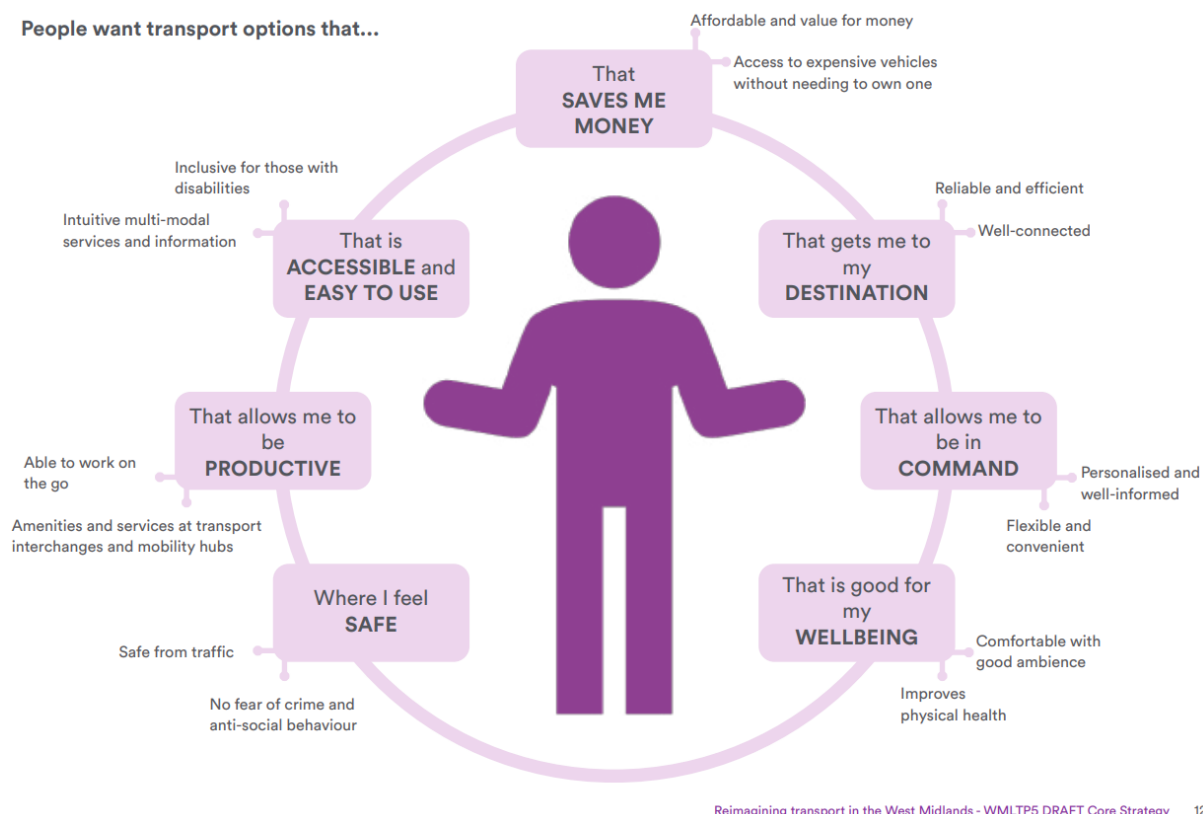 People want transport options that...
Affordable and value for money
Access to expensive vehicles
without needing to own one
That
SAVES ME
MONEY
Inclusive for those with
disabilities
Intuitive multi-modal
services and information
That is
ACCESSIBLE and
EASY TO USE
Reliable and efficient
Well-connected
That gets me to
my
DESTINATION
That allows me to
be
PRODUCTIVE
Able to work on
the go
Amenities and services at transport
interchanges and mobility hubs
That allows me to
be in
COMMAND
Personalised and
well-informed
Flexible and
convenient
Where I feel
SAFE
Safe from traffic
No fear of crime and
anti-social behaviour
That is good for
my
WELLBEING
Comfortable with
good ambience
Improves
physical health
Reimagining transport in the West Midlands - WMLTP5 DRAFT Core Strategy 12